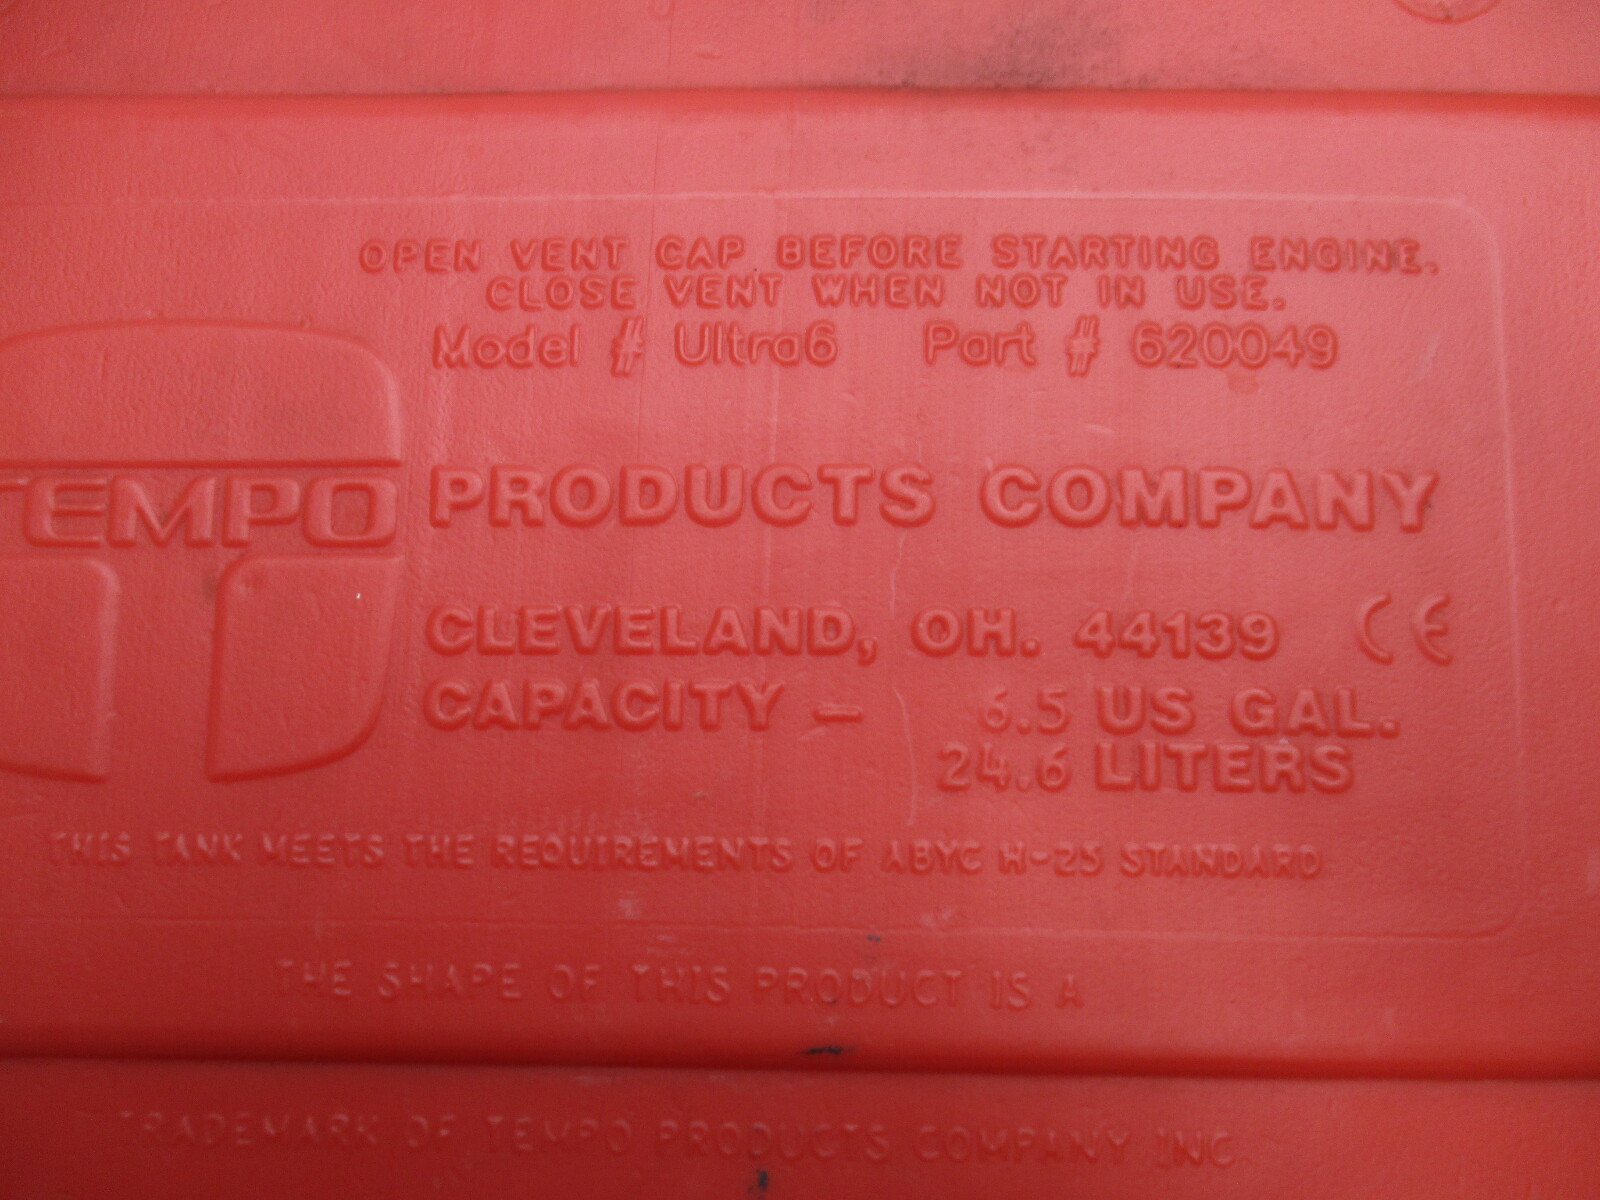 OPEN VENT CAP BEFORE STARTING ENGINE.
CLOSE VENT WHEN NOT IN USE.
Model # Ultra6 Part # 620049
TEMPO PRODUCTS COMPANY
CLEVELAND, OH. 44139 CE
CAPACITY – 6.5 US GAL.
24.6 LITERS
THIS TANK MEETS THE REQUIREMENTS OF ABYC H-25 STANDARD
THE SHAPE OF THIS PRODUCT IS A
TRADEMARK OF TEMPO PRODUCTS COMPANY INC.